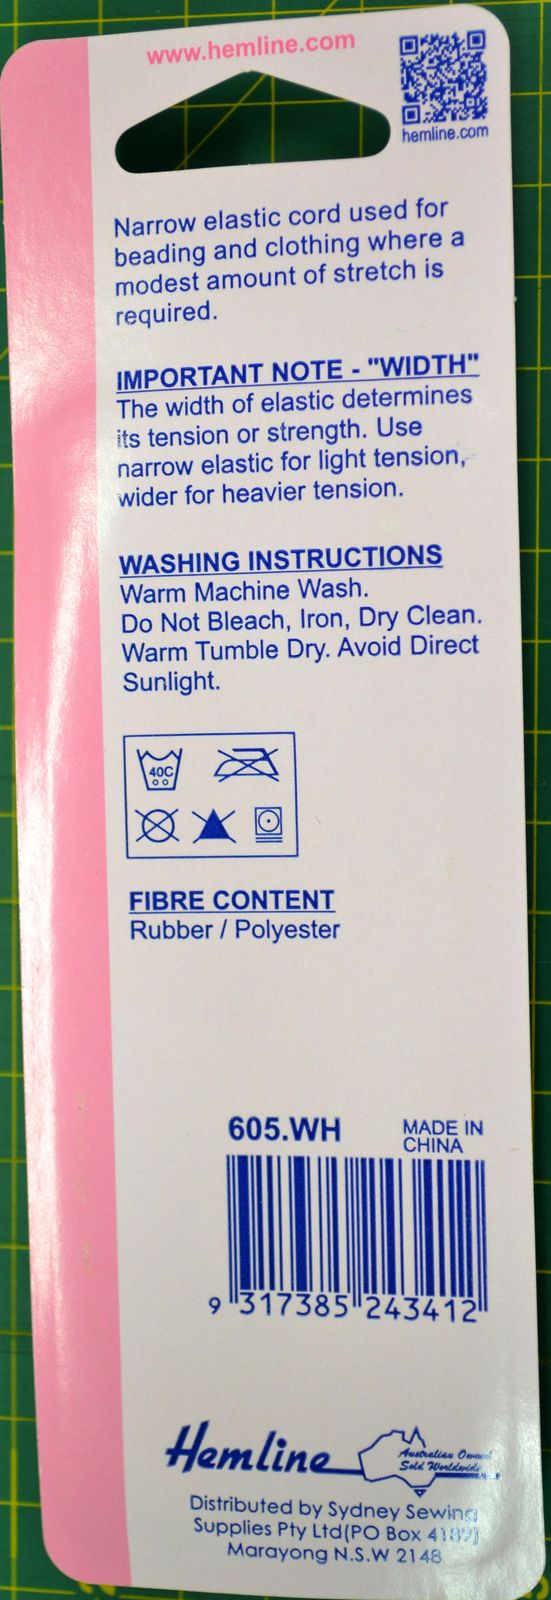 www.hemline.com
hemline.com
Narrow elastic cord used for
beading and clothing where a
modest amount of stretch is
required.
IMPORTANT NOTE - "WIDTH"
The width of elastic determines
its tension or strength. Use
narrow elastic for light tension,
wider for heavier tension.
WASHING INSTRUCTIONS
Warm Machine Wash.
Do Not Bleach, Iron, Dry Clean.
Warm Tumble Dry. Avoid Direct
Sunlight.
40C
FIBRE CONTENT
Rubber / Polyester
605.WH
MADE IN
CHINA
9 317385 243412
Hemline
Australian Owned
Sold Worldwide
Distributed by Sydney Sewing
Supplies Pty Ltd(PO Box 4189)
Marayong N.S.W 2148